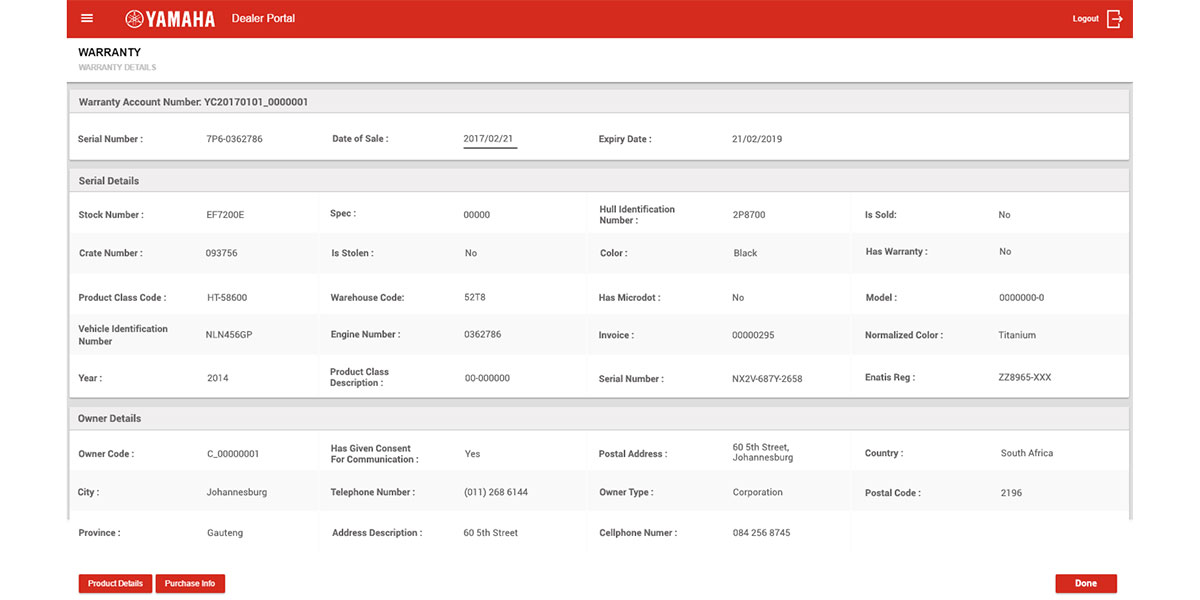 YAMAHA Dealer Portal Logout
WARRANTY
WARRANTY DETAILS
Warranty Account Number: YC20170101_0000001
Serial Number : 7P6-0362786 Date of Sale : 2017/02/21 Expiry Date : 21/02/2019
Serial Details
Stock Number : EF7200E Spec : 00000 Hull Identification Number : 2P8700 Is Sold: No
Crate Number : 093756 Is Stolen : No Color : Black Has Warranty : No
Product Class Code : HT-58600 Warehouse Code: 52T8 Has Microdot : No Model : 0000000-0
Vehicle Identification Number NLN456GP Engine Number : 0362786 Invoice : 00000295 Normalized Color : Titanium
Year : 2014 Product Class Description : 00-000000 Serial Number : NX2V-687Y-2658 Enatis Reg : ZZ8965-XXX
Owner Details
Owner Code : C_00000001 Has Given Consent For Communication : Yes Postal Address : 60 5th Street, Johannesburg Country : South Africa
City : Johannesburg Telephone Number : (011) 268 6144 Owner Type : Corporation Postal Code : 2196
Province : Gauteng Address Description : 60 5th Street Cellphone Numer : 084 256 8745
Product Details Purchase Info Done